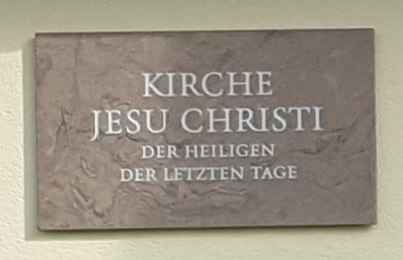 KIRCHE
JESU CHRISTI
DER HEILIGEN
DER LETZTEN TAGE